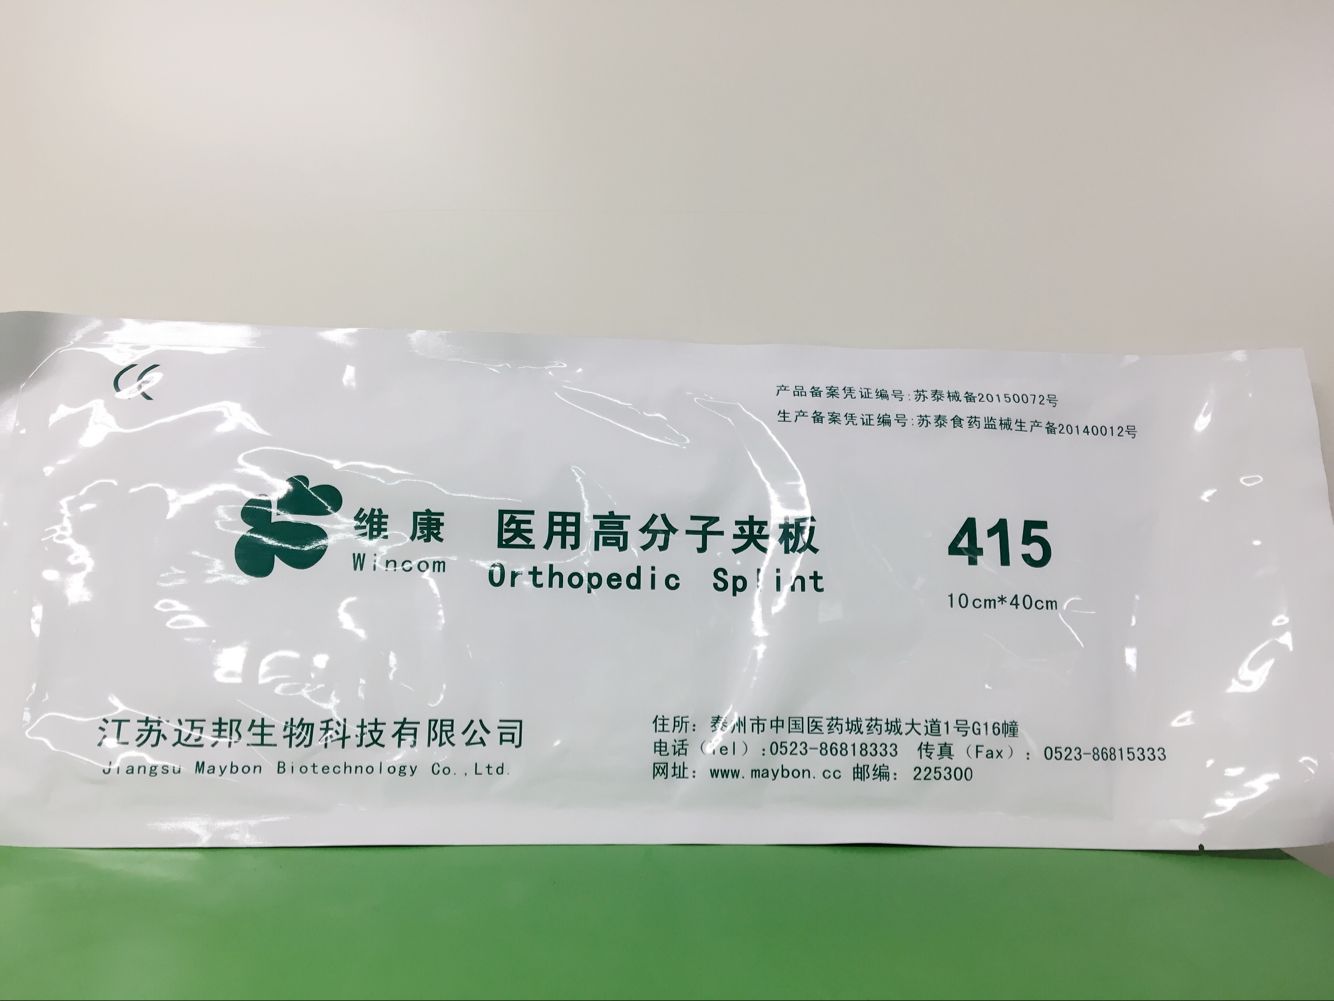 CE
产品备案凭证编号:苏泰械备20150072号
生产备案凭证编号:苏泰食药监械生产备20140012号
维康 医用高分子夹板 415
Wincom Orthopedic Splint
10cm*40cm
江苏迈邦生物科技有限公司
Jiangsu Maybon Biotechnology Co.,Ltd.
住所：泰州市中国医药城药城大道1号G16幢
电话（Tel）:0523-86818333 传真（Fax）：0523-86815333
网址：www.maybon.cc 邮编：225300